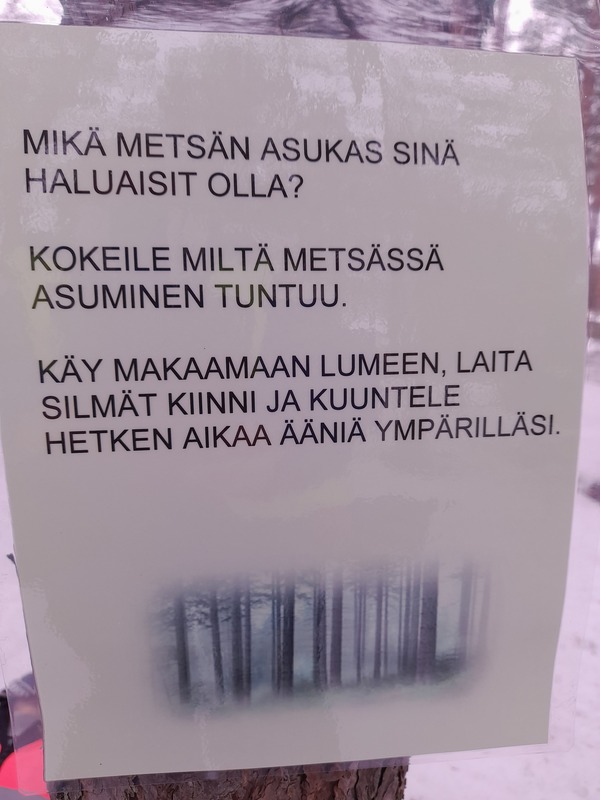 MIKÄ METSÄN ASUKAS SINÄ
HALUAISIT OLLA?
KOKEILE MILTÄ METSÄSSÄ
ASUMINEN TUNTUU.
KÄY MAKAAMAAN LUMEEN, LAITA
SILMÄT KIINNI JA KUUNTELE
HETKEN AIKAA ÄÄNIÄ YMPÄRILLÄSI.